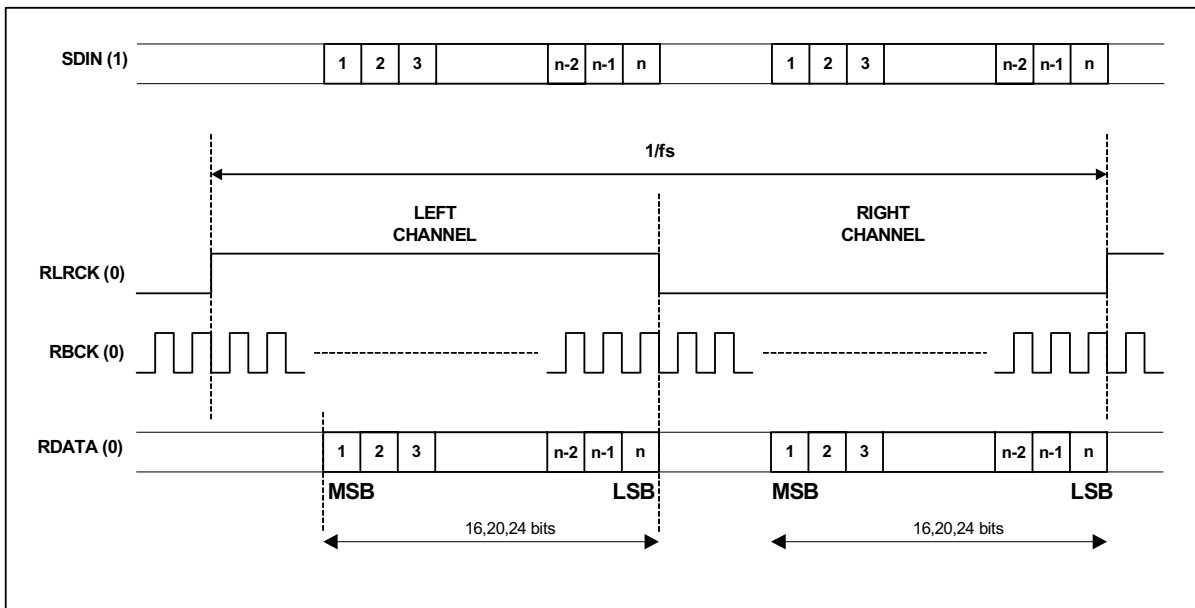 SDIN (1)
1 2 3 n-2 n-1 n 1 2 3 n-2 n-1 n
1/fs
LEFT
CHANNEL
RIGHT
CHANNEL
RLRCK (0)
RBCK (0)
RDATA (0)
1 2 3 n-2 n-1 n 1 2 3 n-2 n-1 n
MSB LSB MSB LSB
16,20,24 bits 16,20,24 bits